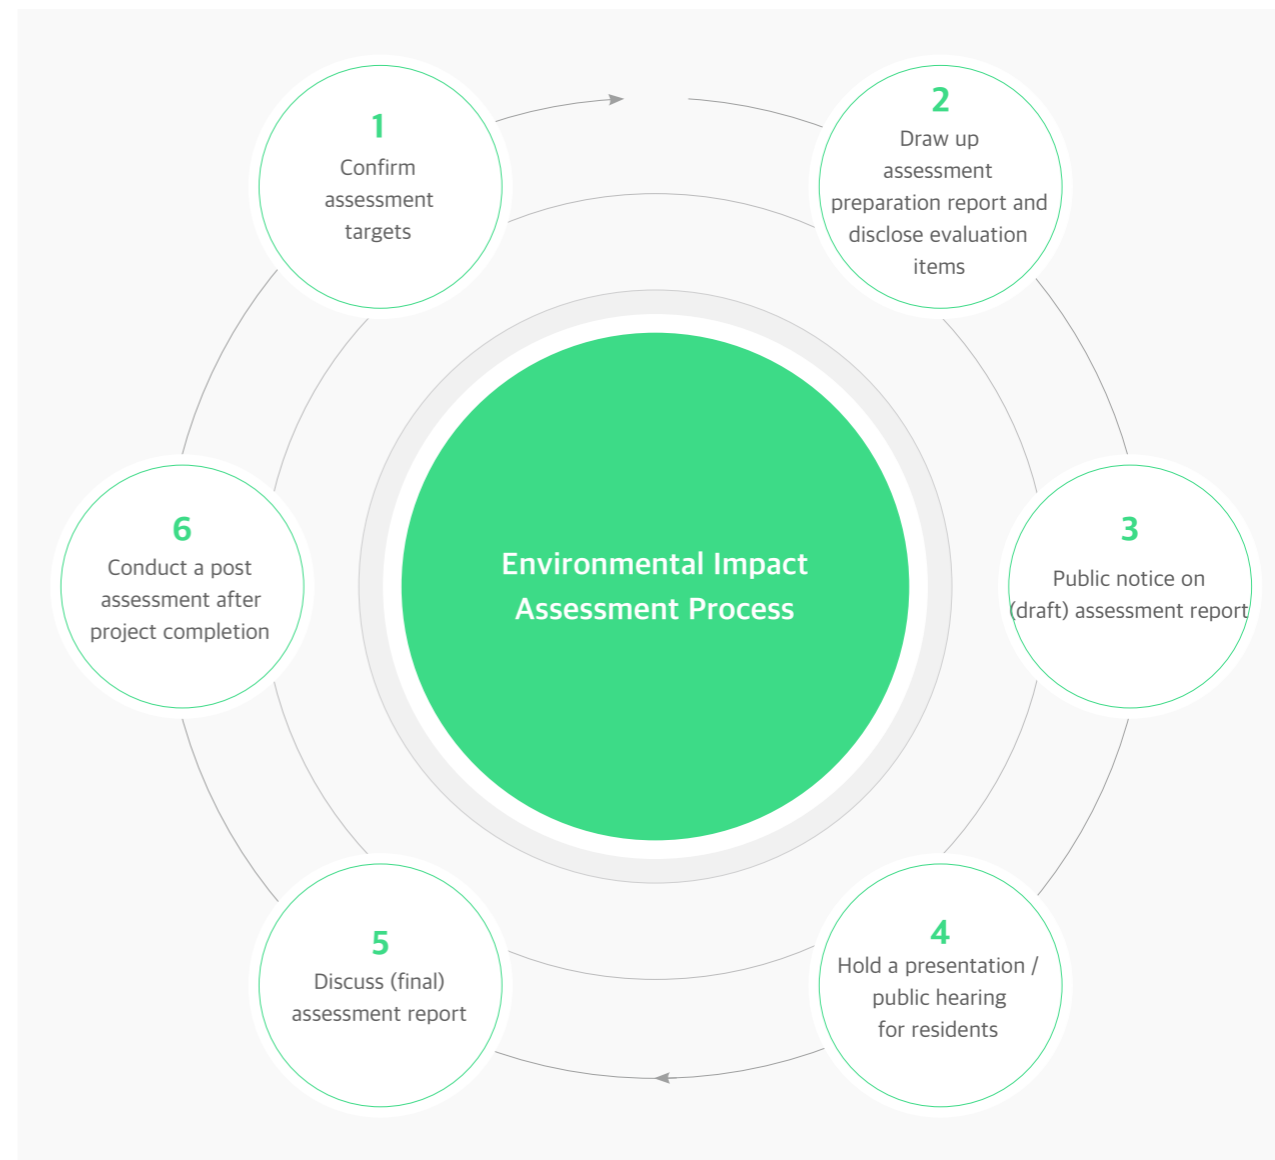 1
Confirm
assessment
targets
2
Draw up
assessment
preparation report and
disclose evaluation
items
3
Public notice on
(draft) assessment report
4
Hold a presentation /
public hearing
for residents
5
Discuss (final)
assessment report
6
Conduct a post
assessment after
project completion
Environmental Impact
Assessment Process